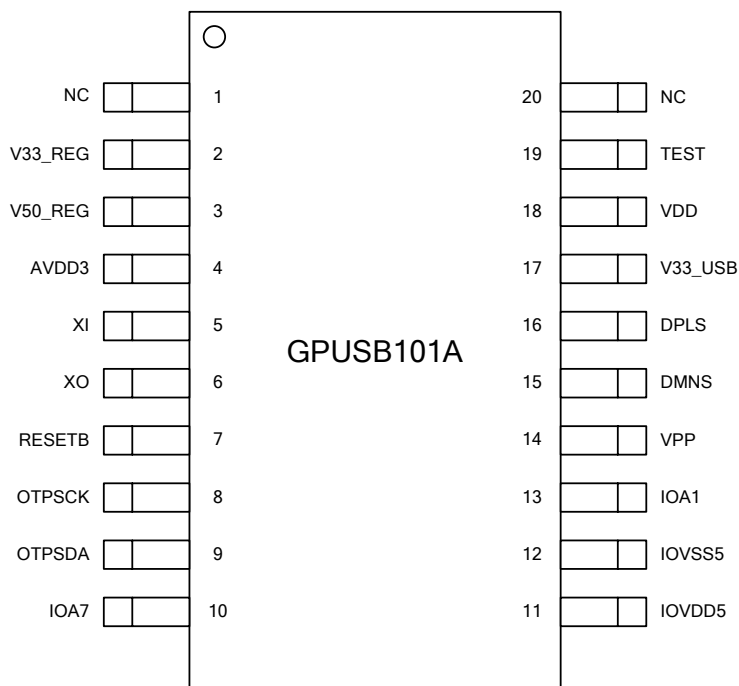 NC 1 20 NC
V33_REG 2 19 TEST
V50_REG 3 18 VDD
AVDD3 4 17 V33_USB
XI 5 16 DPLS
GPUSB101A
XO 6 15 DMNS
RESETB 7 14 VPP
OTPSCK 8 13 IOA1
OTPSDA 9 12 IOVSS5
IOA7 10 11 IOVDD5